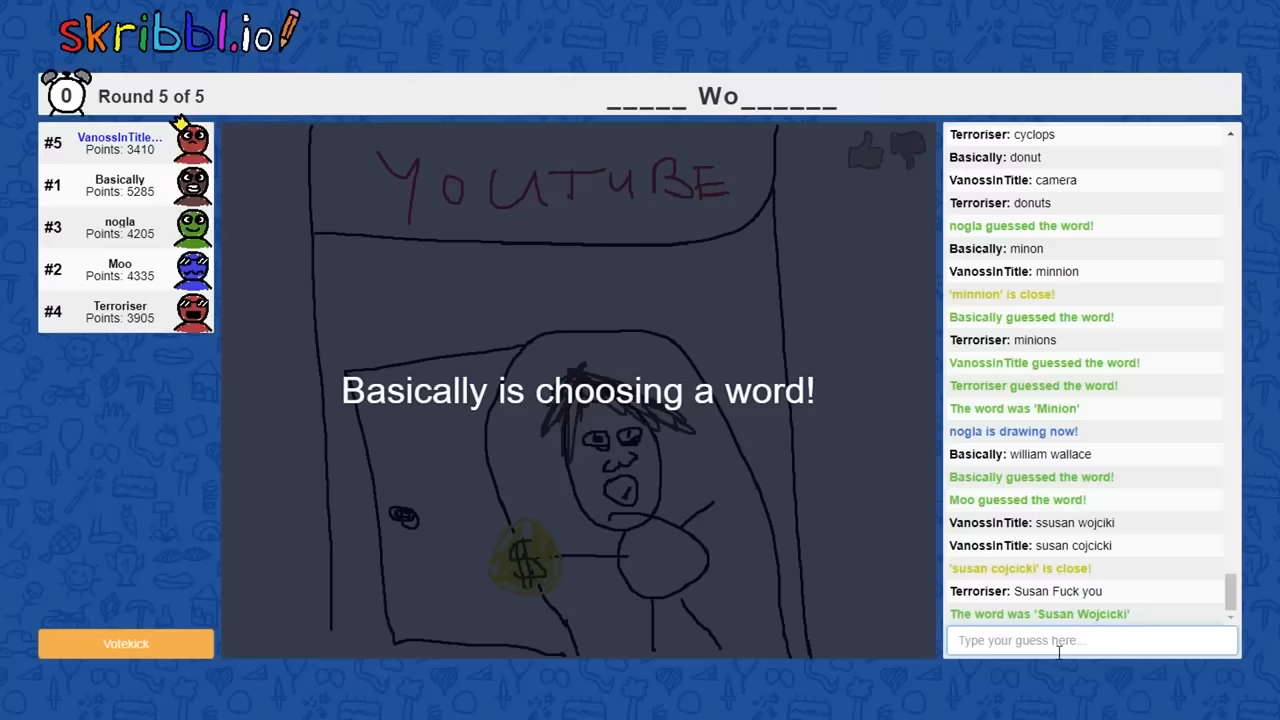 skribbl.io
0 Round 5 of 5 _____ Wo______
#5 VanossInTitle...
Points: 3410
#1 Basically
Points: 5285
#3 nogla
Points: 4205
#2 Moo
Points: 4335
#4 Terroriser
Points: 3905
Votekick
YOUTUBE
$
Basically is choosing a word!
Terroriser: cyclops
Basically: donut
VanossInTitle: camera
Terroriser: donuts
nogla guessed the word!
Basically: minon
VanossInTitle: minnion
'minnion' is close!
Basically guessed the word!
Terroriser: minions
VanossInTitle guessed the word!
Terroriser guessed the word!
The word was 'Minion'
nogla is drawing now!
Basically: william wallace
Basically guessed the word!
Moo guessed the word!
VanossInTitle: ssusan wojciki
VanossInTitle: susan cojcicki
'susan cojcicki' is close!
Terroriser: Susan Fuck you
The word was 'Susan Wojcicki'
Type your guess here...